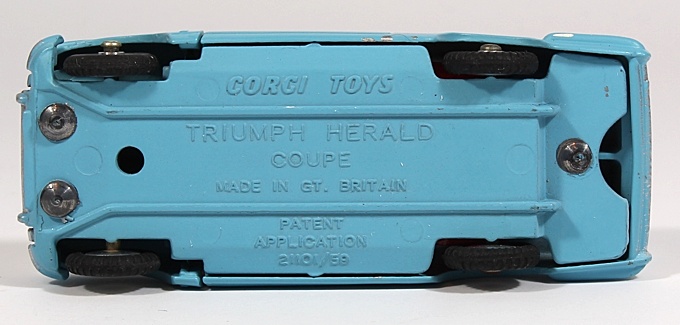 CORGI TOYS
TRIUMPH HERALD
COUPE
MADE IN GT. BRITAIN
PATENT
APPLICATION
21101/59